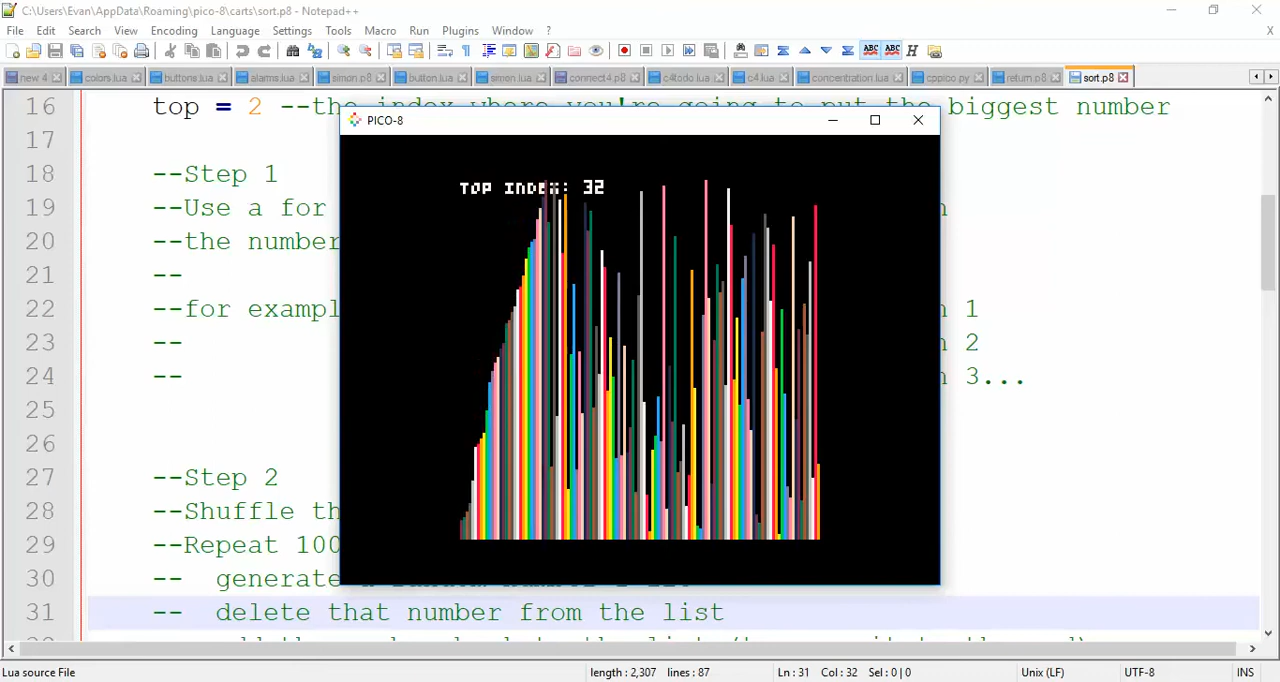 C:\Users\Evan\AppData\Roaming\pico-8\carts\sort.p8 - Notepad++
File Edit Search View Encoding Language Settings Tools Macro Run Plugins Window ? X
new 4 colors.lua buttons.lua alarms.lua simon.p8 button.lua simon.lua connect4.p8 c4todo.lua c4.lua concentration.lua cppico.py return.p8 sort.p8
16 top = 2 --the index where you're going to put the biggest number
PICO-8
17
TOP INDEX: 32
18 --Step 1
19 --Use a for
20 --the number
21 --
22 --for exampl 1
23 -- 2
24 -- 3...
25
26
27 --Step 2
28 --Shuffle th
29 --Repeat 100
30 -- generate
31 -- delete that number from the list
Lua source File length : 2,307 lines : 87 Ln : 31 Col : 32 Sel : 0 | 0 Unix (LF) UTF-8 INS